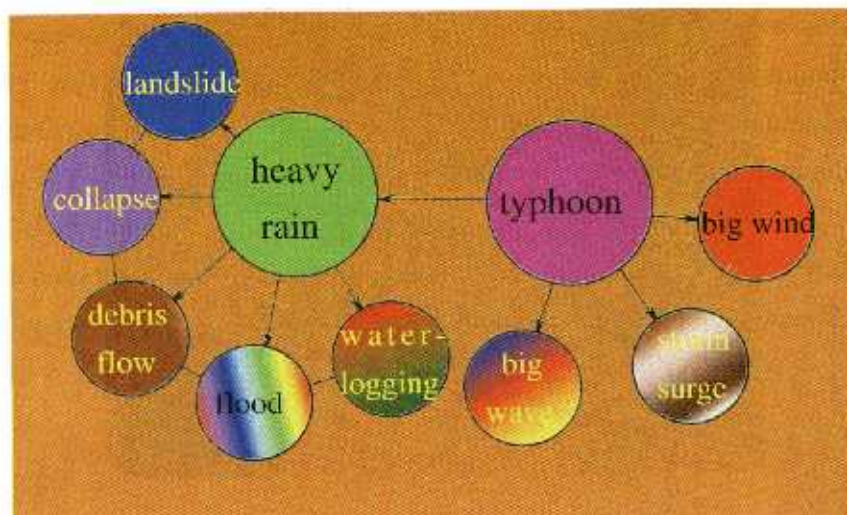 landslide
heavy
rain
collapse
typhoon
big wind
debris
flow
flood
water-
logging
big
wave
surge